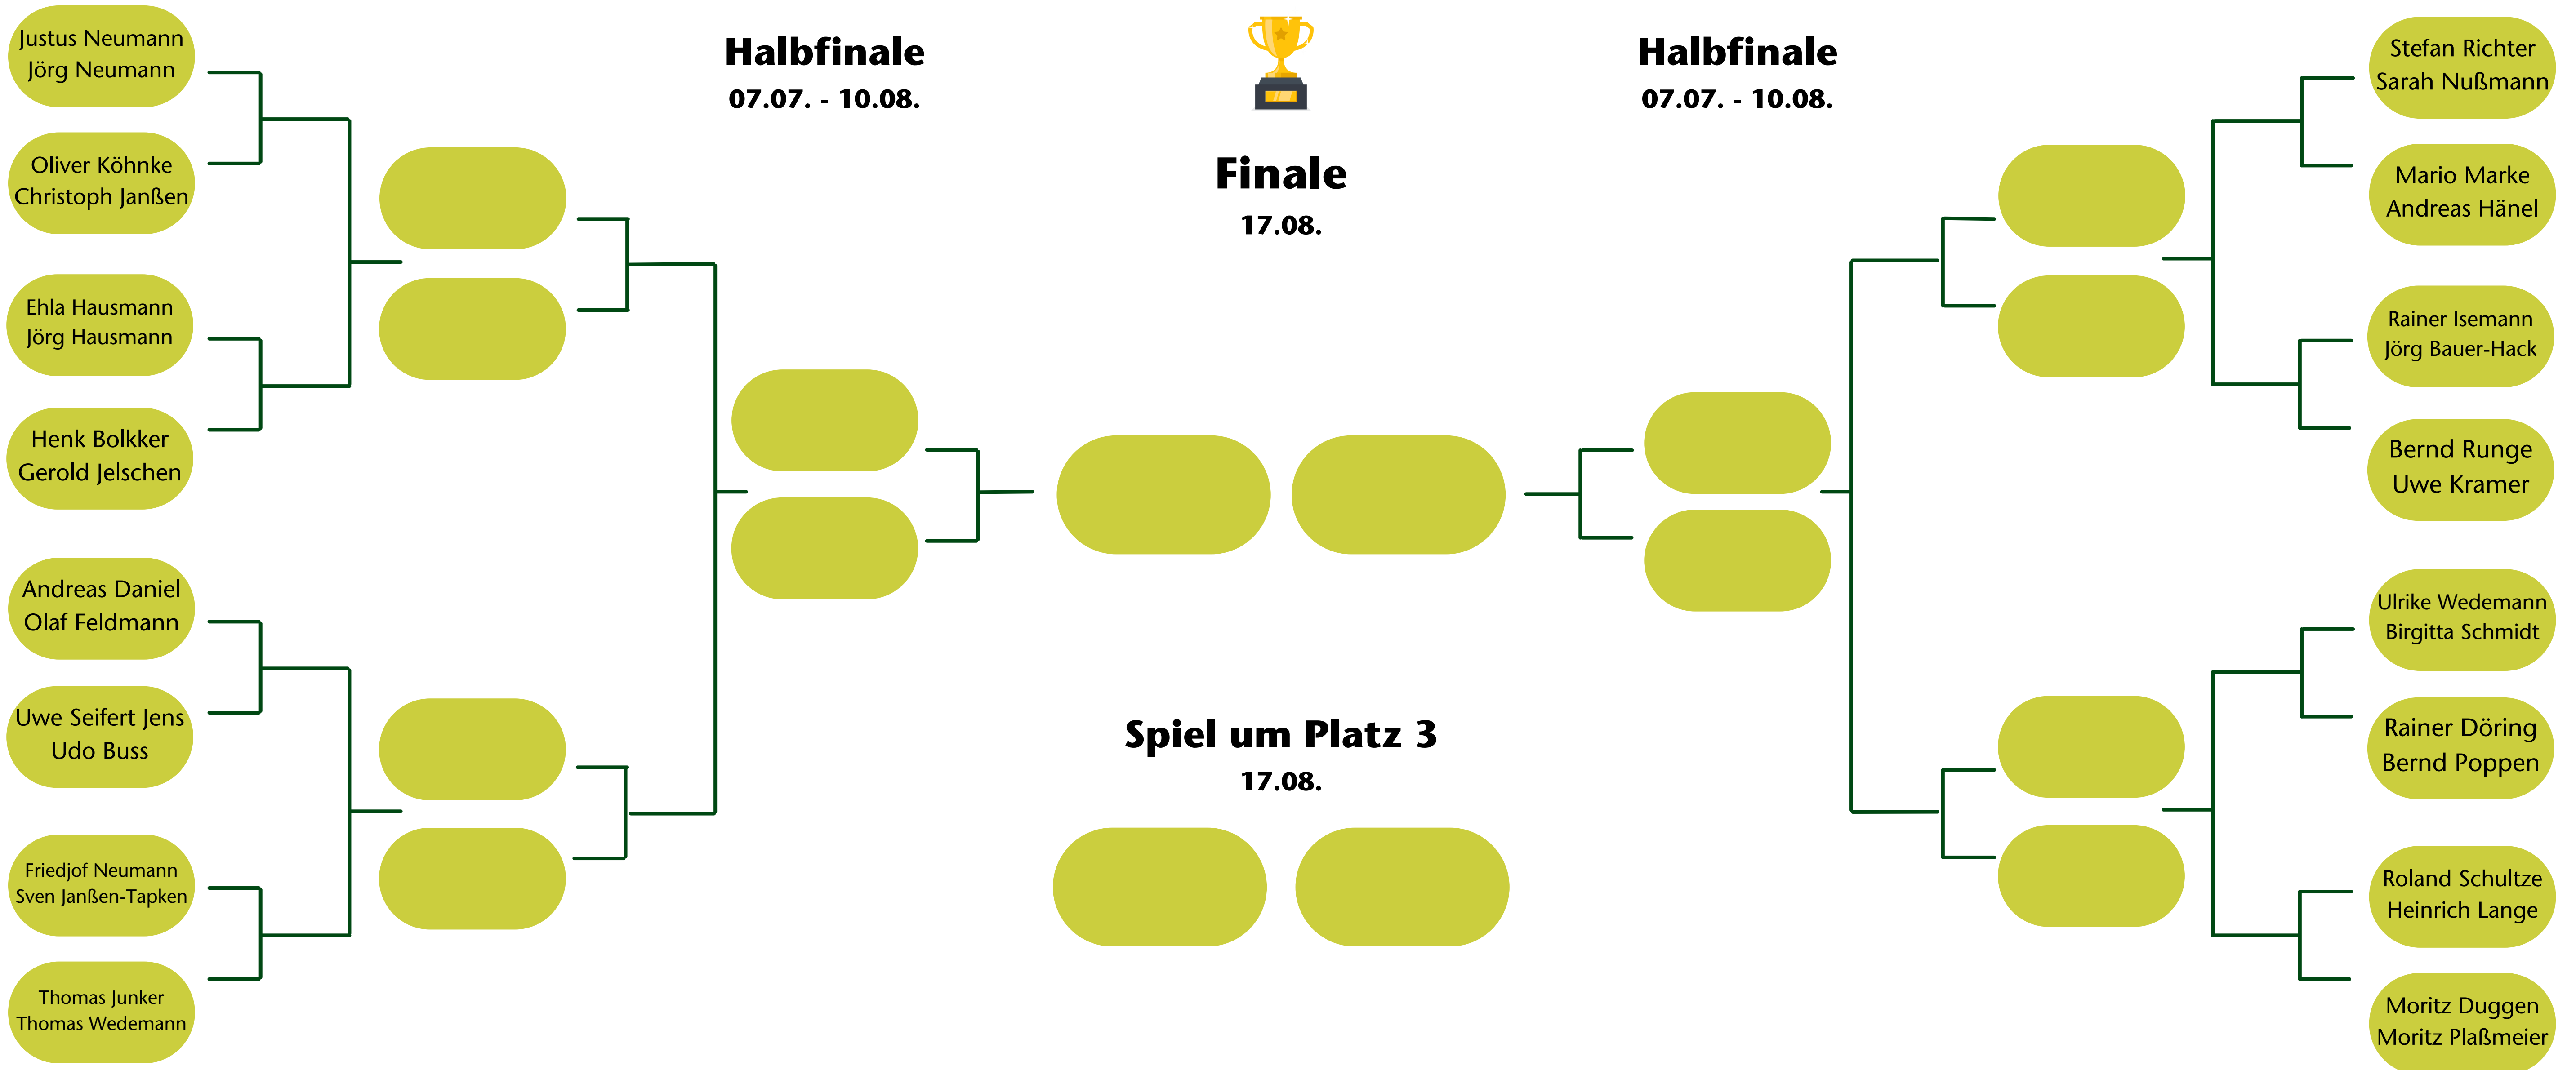 Justus Neumann
Jörg Neumann
Oliver Köhnke
Christoph Janßen
Ehla Hausmann
Jörg Hausmann
Henk Bolkker
Gerold Jelschen
Andreas Daniel
Olaf Feldmann
Uwe Seifert Jens
Udo Buss
Friedjof Neumann
Sven Janßen-Tapken
Thomas Junker
Thomas Wedemann
Halbfinale
07.07. - 10.08.
Finale
17.08.
Spiel um Platz 3
17.08.
Halbfinale
07.07. - 10.08.
Stefan Richter
Sarah Nußmann
Mario Marke
Andreas Hänel
Rainer Isemann
Jörg Bauer-Hack
Bernd Runge
Uwe Kramer
Ulrike Wedemann
Birgitta Schmidt
Rainer Döring
Bernd Poppen
Roland Schultze
Heinrich Lange
Moritz Duggen
Moritz Plaßmeier